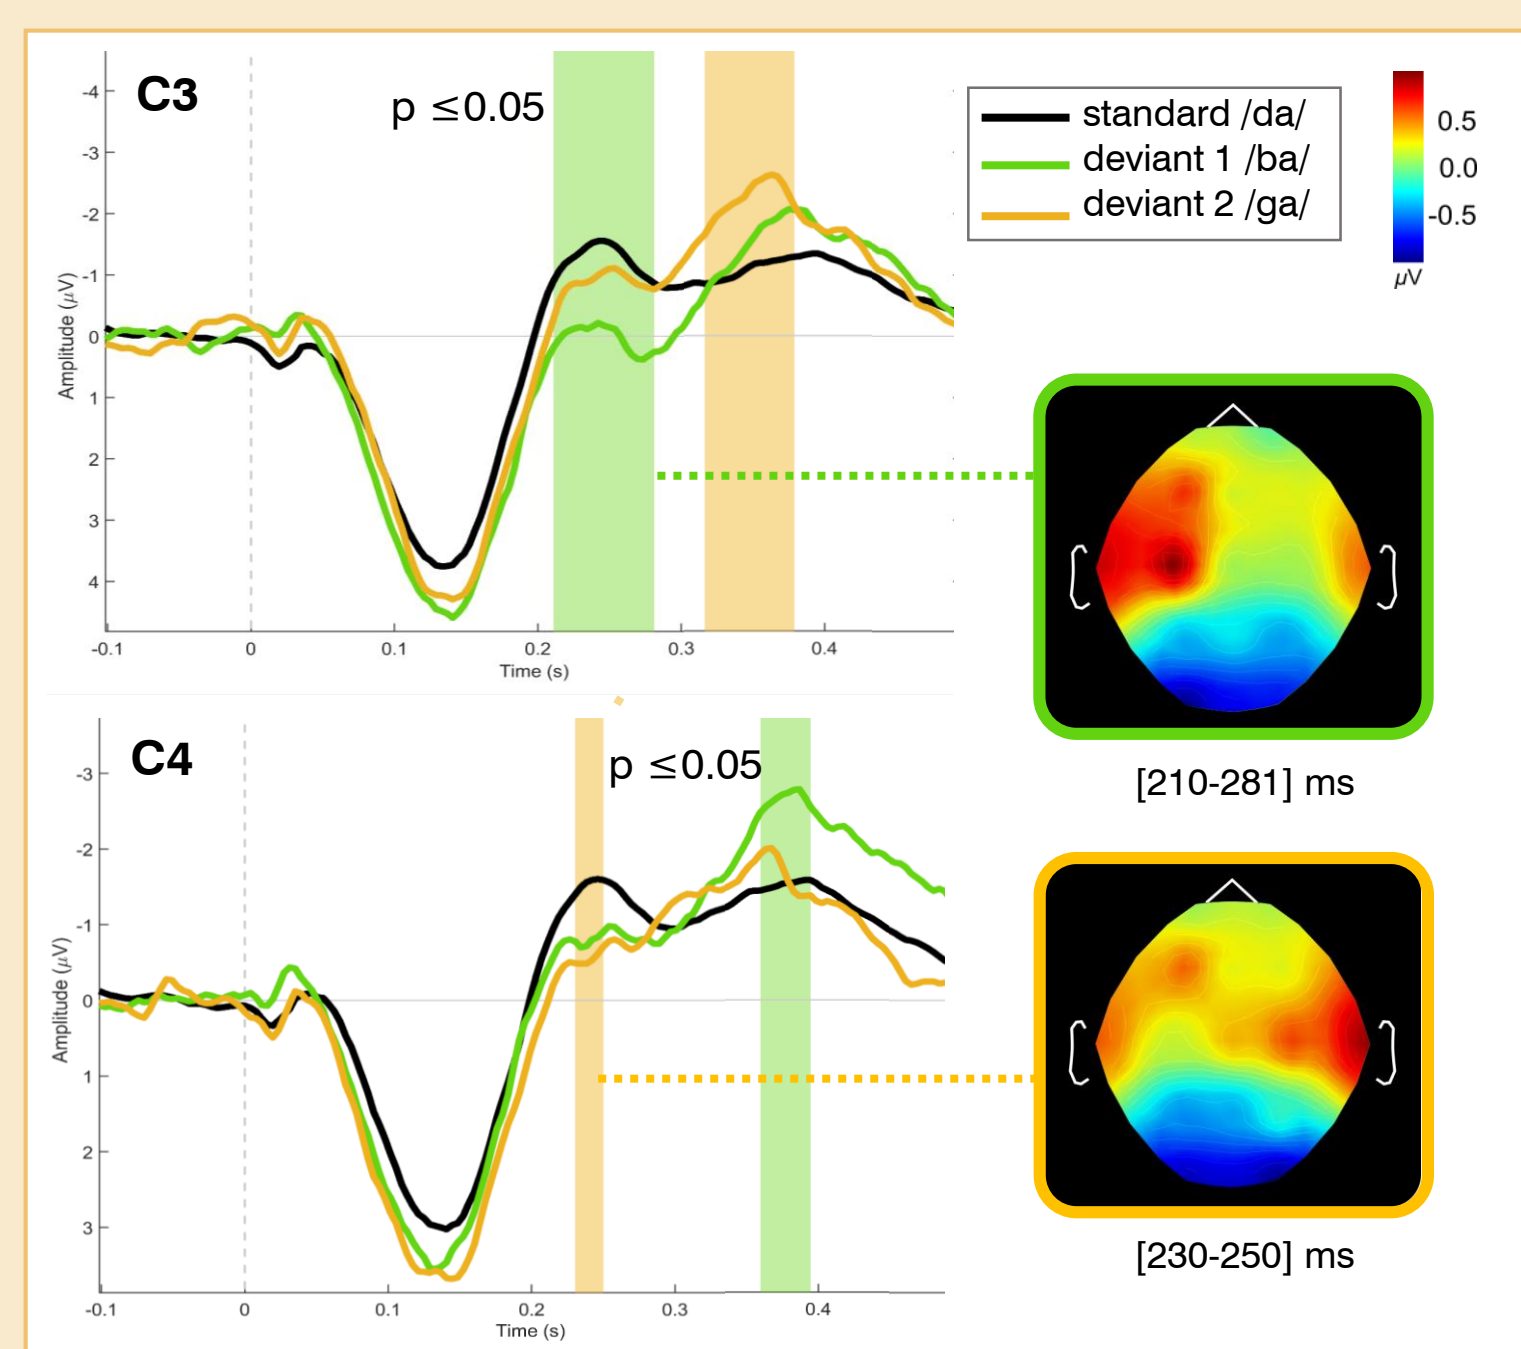 C3
p ≤0.05
-4
-3
-2
-1
0
1
2
3
4
Amplitude (μV)
-0.1
0
0.1
0.2
0.3
0.4
Time (s)
standard /da/
deviant 1 /ba/
deviant 2 /ga/
0.5
0.0
-0.5
μV
[210-281] ms
C4
p ≤0.05
-3
-2
-1
0
1
2
3
Amplitude (μV)
-0.1
0
0.1
0.2
0.3
0.4
Time (s)
[230-250] ms